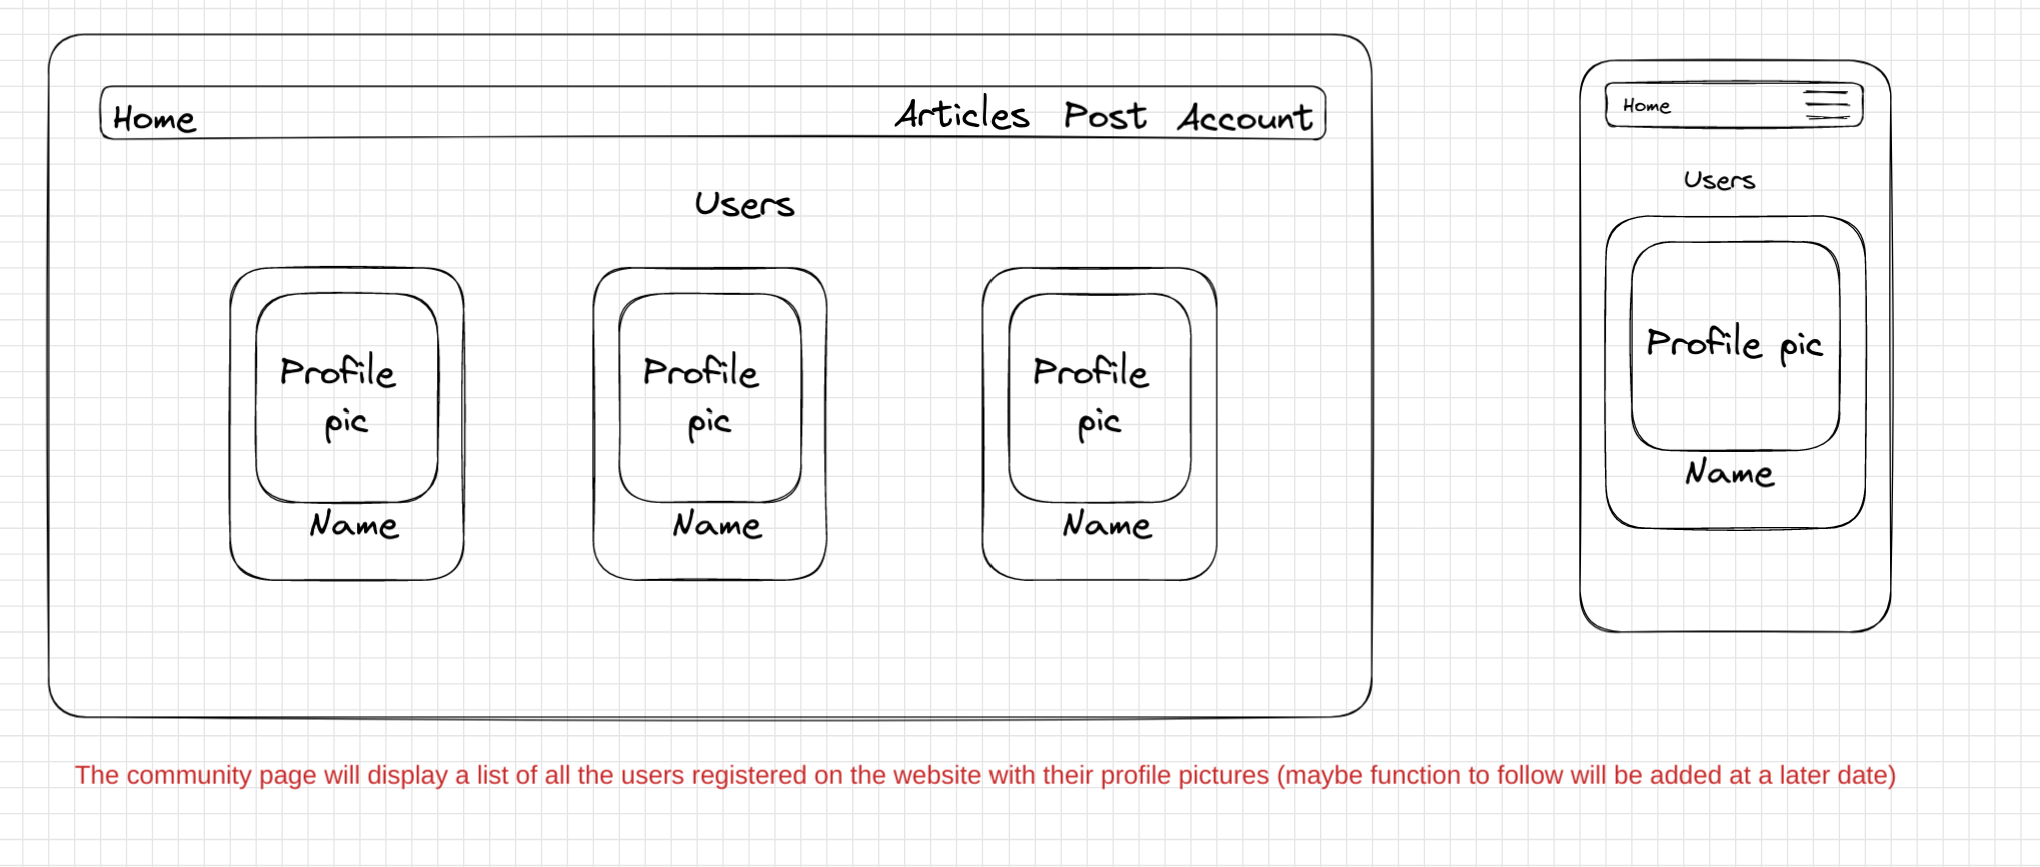 Home Articles Post Account
Users
Profile
pic
Name
Profile
pic
Name
Profile
pic
Name
Home
Users
Profile pic
Name
The community page will display a list of all the users registered on the website with their profile pictures (maybe function to follow will be added at a later date)